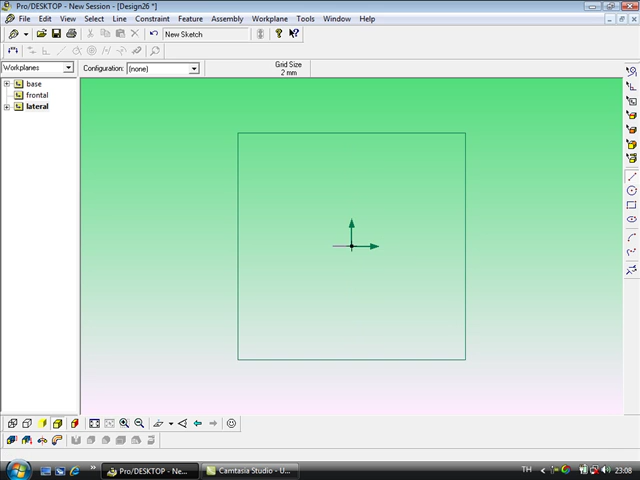 Pro/DESKTOP - New Session - [Design26 *]
File Edit View Select Line Constraint Feature Assembly Workplane Tools Window Help
New Sketch
Workplanes
Configuration: (none)
Grid Size
2 mm
base
frontal
lateral
Pro/DESKTOP - Ne...
Camtasia Studio - U...
TH
23:08